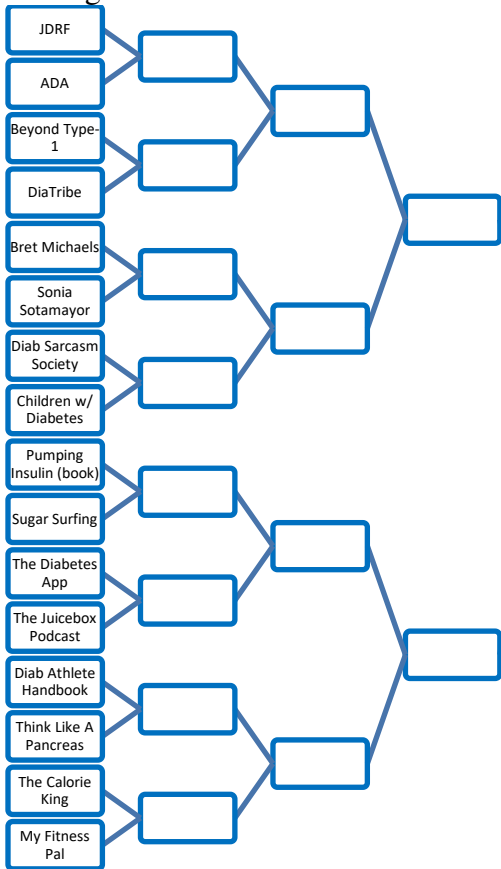 JDRF
ADA
Beyond Type-
1
DiaTribe
Bret Michaels
Sonia
Sotamayor
Diab Sarcasm
Society
Children w/
Diabetes
Pumping
Insulin (book)
Sugar Surfing
The Diabetes
App
The Juicebox
Podcast
Diab Athlete
Handbook
Think Like A
Pancreas
The Calorie
King
My Fitness
Pal